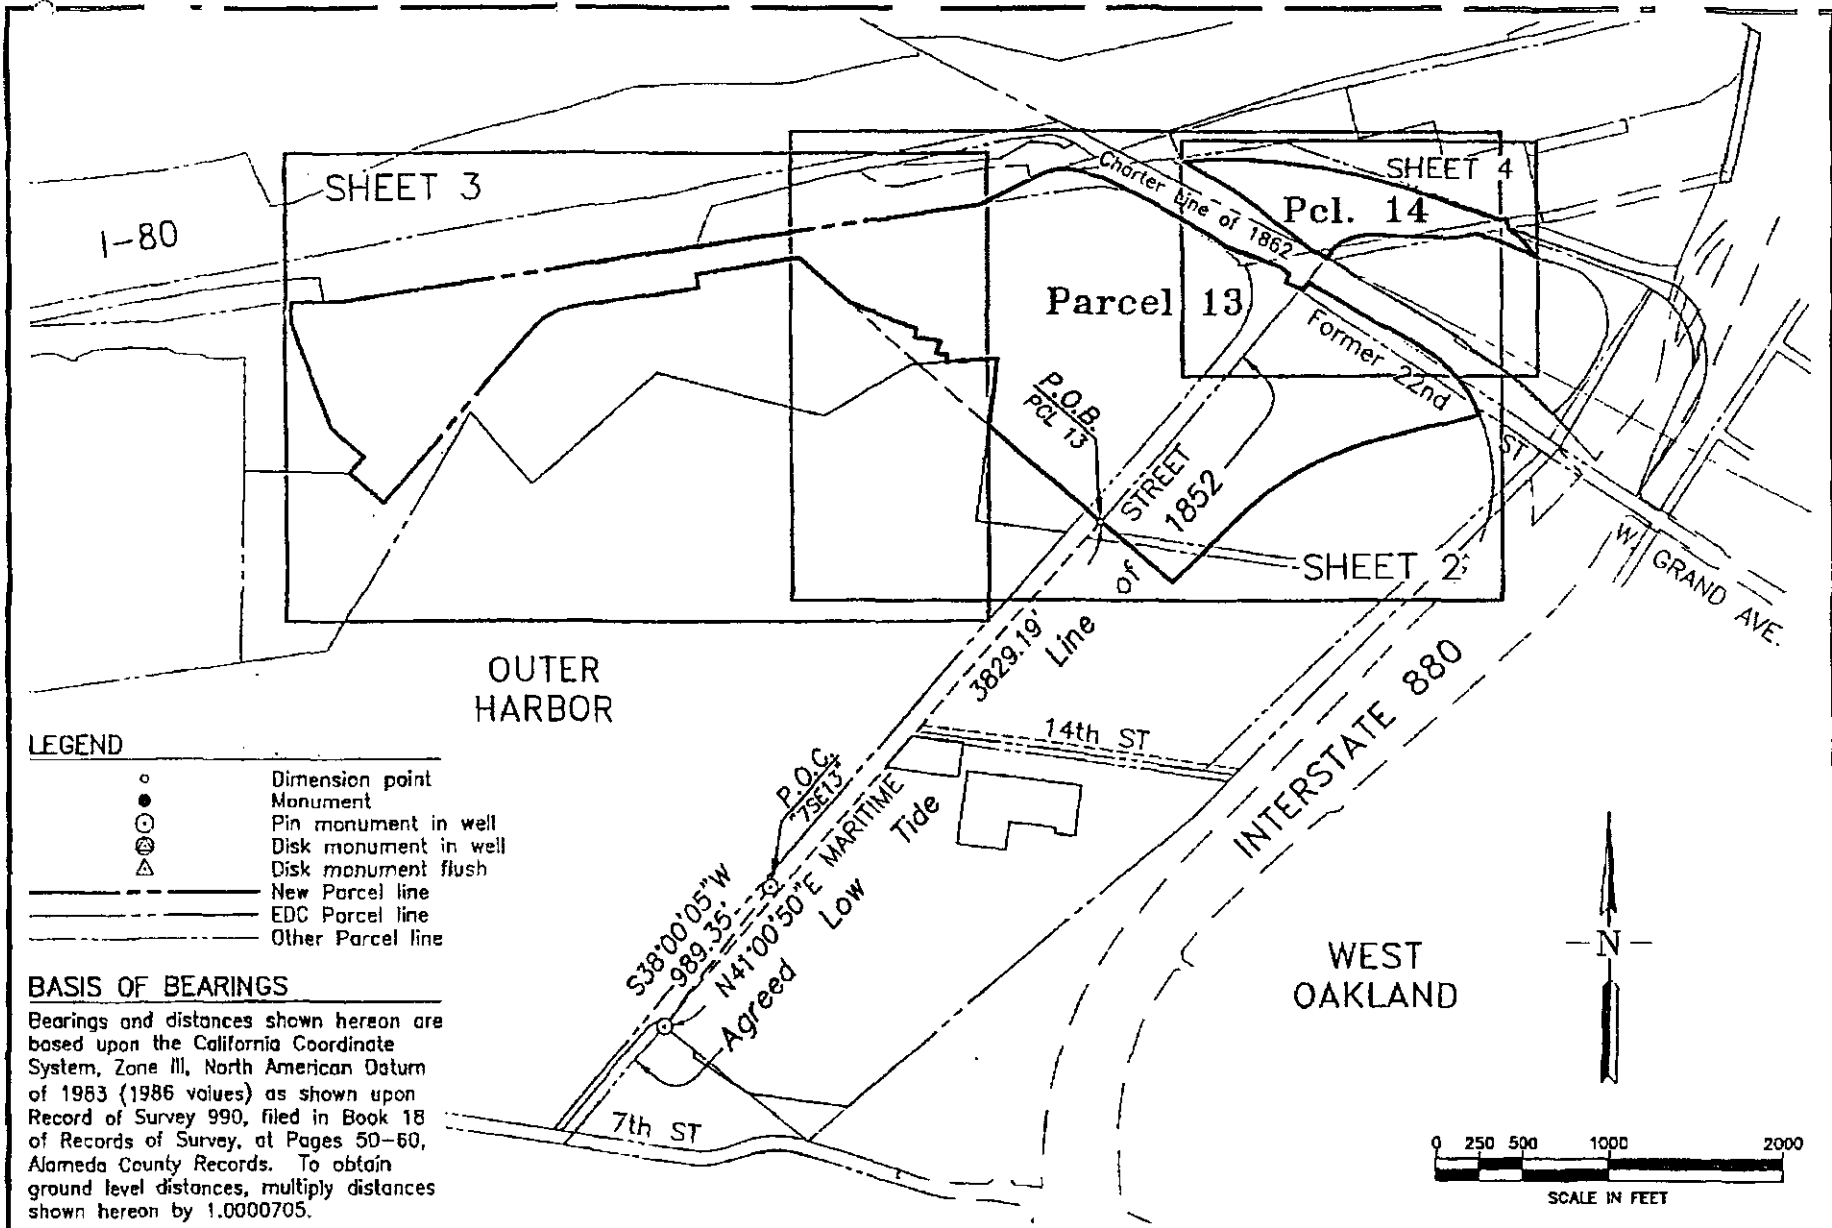 SHEET 3
SHEET 4
I-80
Charter Line of 1862
Pcl. 14
Parcel 13
Former 22nd
ST
P.O.B.
PCL 13
STREET
1852
of
SHEET 2
W. GRAND AVE.
3829.19'
Line
OUTER
HARBOR
14th ST
INTERSTATE 880
P.O.C.
"7SE13"
MARITIME
Tide
S38°00'05"W
989.35'
N41°00'50"E
Low
Agreed
7th ST
WEST
OAKLAND
N
LEGEND
Dimension point
Monument
Pin monument in well
Disk monument in well
Disk monument flush
New Parcel line
EDC Parcel line
Other Parcel line
BASIS OF BEARINGS
Bearings and distances shown hereon are
based upon the California Coordinate
System, Zone III, North American Datum
of 1983 (1986 values) as shown upon
Record of Survey 990, filed in Book 18
of Records of Survey, at Pages 50-60,
Alameda County Records. To obtain
ground level distances, multiply distances
shown hereon by 1.0000705.
0 250 500 1000 2000
SCALE IN FEET